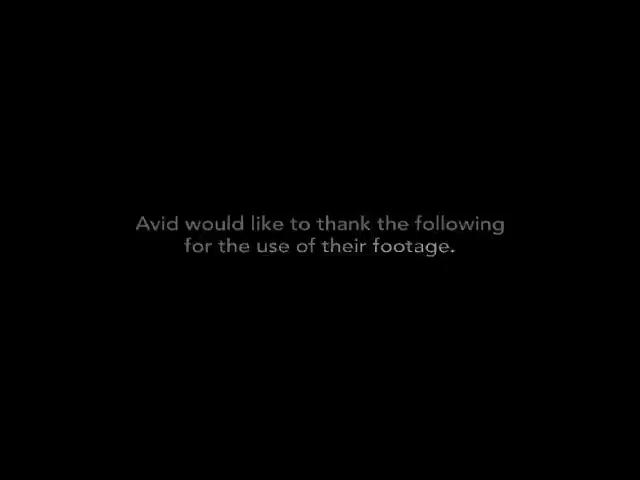 Avid would like to thank the following
for the use of their footage.